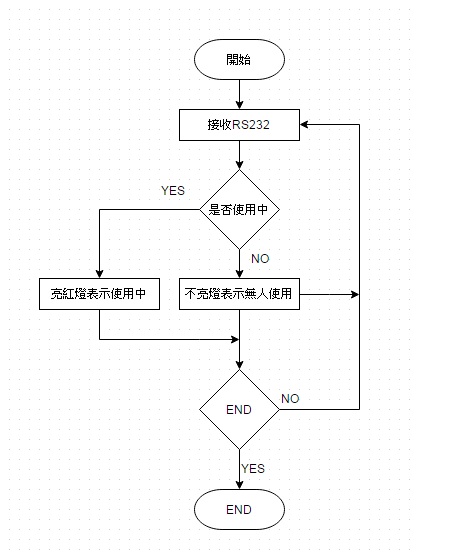 開始
接收RS232
是否使用中
YES
NO
亮紅燈表示使用中
不亮燈表示無人使用
END
NO
YES
END